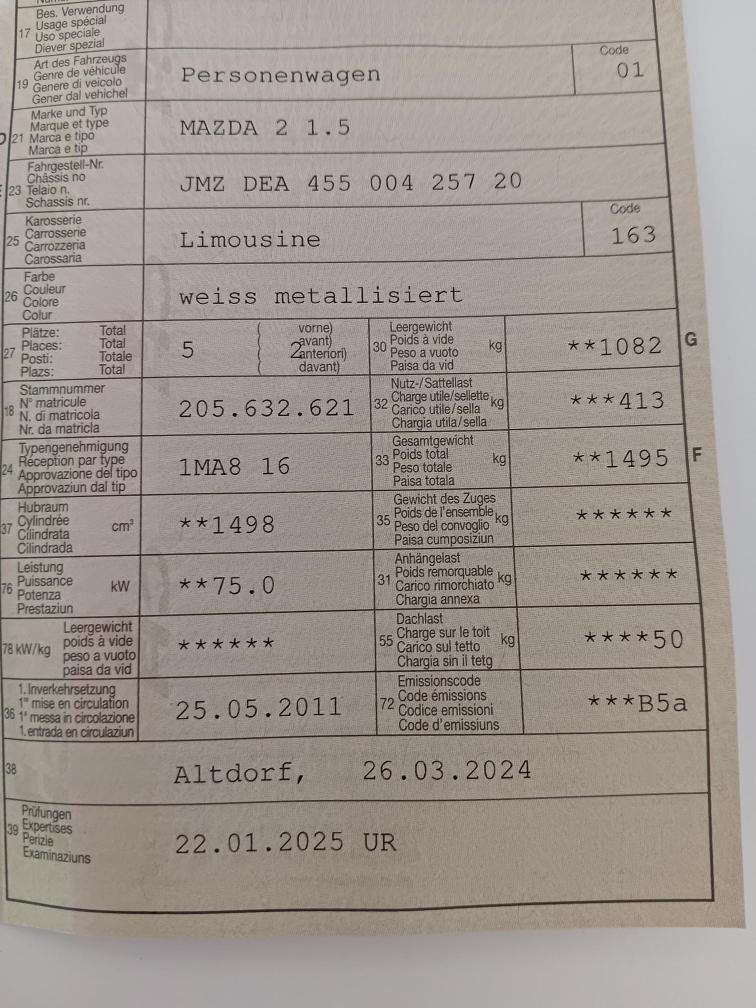 Bes. Verwendung
Usage spécial
17 Uso speciale
Diever spezial
Art des Fahrzeugs
Genre de véhicule
19 Genere di veicolo
Gener dal vehichel
Personenwagen
Code
01
Marke und Typ
Marque et type
21 Marca e tipo
Marca e tip
MAZDA 2 1.5
Fahrgestell-Nr.
Châssis no
23 Telaio n.
Schassis nr.
JMZ DEA 455 004 257 20
Karosserie
Carrosserie
25 Carrozzeria
Carossaria
Limousine
Code
163
Farbe
26 Couleur
Colore
Colur
weiss metallisiert
Plätze: Total
27 Places: Total
Posti: Totale
Plazs: Total
5 ( vorne)
( 2 avant)
( anteriori)
( davant)
Leergewicht
30 Poids à vide kg
Peso a vuoto
Paisa da vid
**1082 G
Stammnummer
18 N° matricule
N. di matricola
Nr. da matricla
205.632.621
Nutz-/Sattellast
32 Charge utile/sellette kg
Carico utile/sella
Chargia utila/sella
***413
Typengenehmigung
24 Réception par type
Approvazione del tipo
Approvaziun dal tip
1MA8 16
Gesamtgewicht
33 Poids total kg
Peso totale
Paisa totala
**1495 F
Hubraum
37 Cylindrée cm³
Cilindrata
Cilindrada
**1498
Gewicht des Zuges
35 Poids de l'ensemble kg
Peso del convoglio
Paisa cumposiziun
******
Leistung
76 Puissance kW
Potenza
Prestaziun
**75.0
Anhängelast
31 Poids remorquable kg
Carico rimorchiato
Chargia annexa
******
Leergewicht
78 kW/kg poids à vide
peso a vuoto
paisa da vid
******
Dachlast
55 Charge sur le toit kg
Carico sul tetto
Chargia sin il tetg
****50
1. Inverkehrsetzung
36 1re mise en circulation
1a messa in circolazione
1. entrada en circulaziun
25.05.2011
Emissionscode
72 Code émissions
Codice emissioni
Code d'emissiuns
***B5a
38
Altdorf, 26.03.2024
Prüfungen
39 Expertises
Perizie
Examinaziuns
22.01.2025 UR